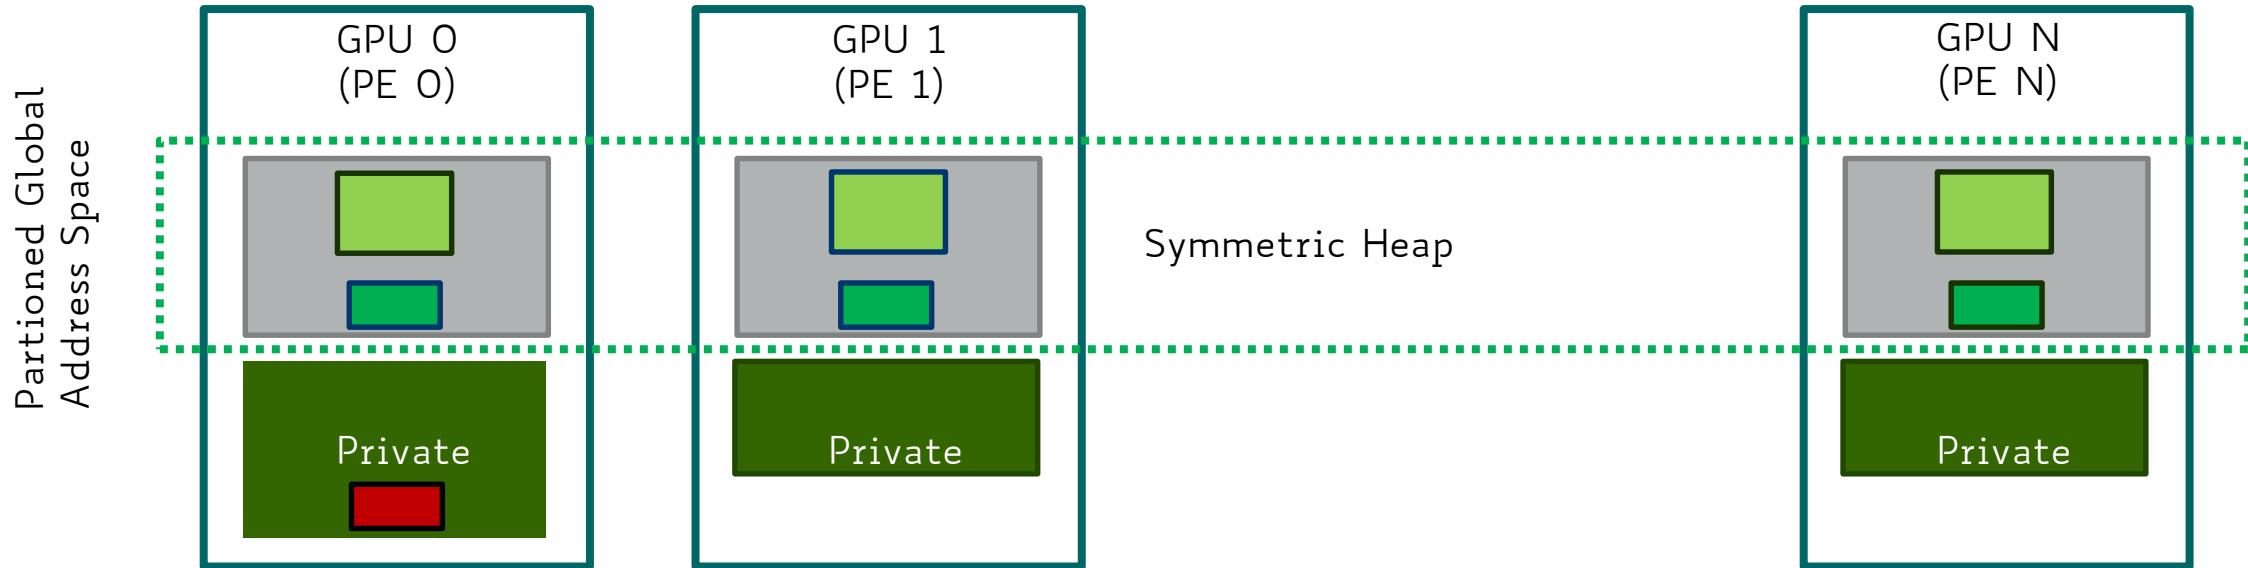 Partioned Global
Address Space
GPU 0
(PE 0)
GPU 1
(PE 1)
GPU N
(PE N)
Symmetric Heap
Private
Private
Private